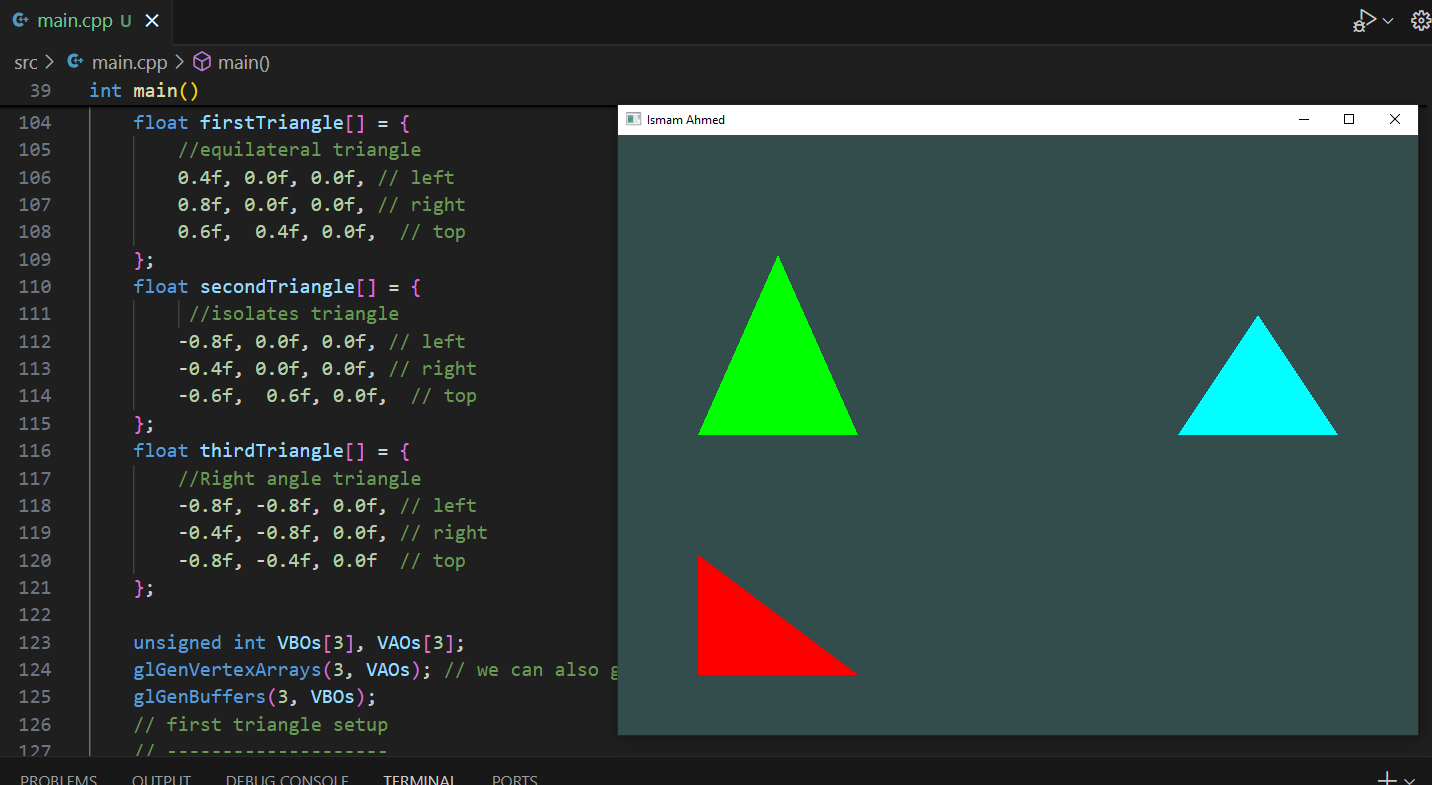 main.cpp U
src > main.cpp > main()
39 int main()
104 float firstTriangle[] = {
105 //equilateral triangle
106 0.4f, 0.0f, 0.0f, // left
107 0.8f, 0.0f, 0.0f, // right
108 0.6f,  0.4f, 0.0f,  // top
109 };
110 float secondTriangle[] = {
111 //isolates triangle
112 -0.8f, 0.0f, 0.0f, // left
113 -0.4f, 0.0f, 0.0f, // right
114 -0.6f,  0.6f, 0.0f,  // top
115 };
116 float thirdTriangle[] = {
117 //Right angle triangle
118 -0.8f, -0.8f, 0.0f, // left
119 -0.4f, -0.8f, 0.0f, // right
120 -0.8f, -0.4f, 0.0f  // top
121 };
122
123 unsigned int VBOs[3], VAOs[3];
124 glGenVertexArrays(3, VAOs); // we can also
125 glGenBuffers(3, VBOs);
126 // first triangle setup
127 // --------------------
Ismam Ahmed
PROBLEMS OUTPUT DEBUG CONSOLE TERMINAL PORTS